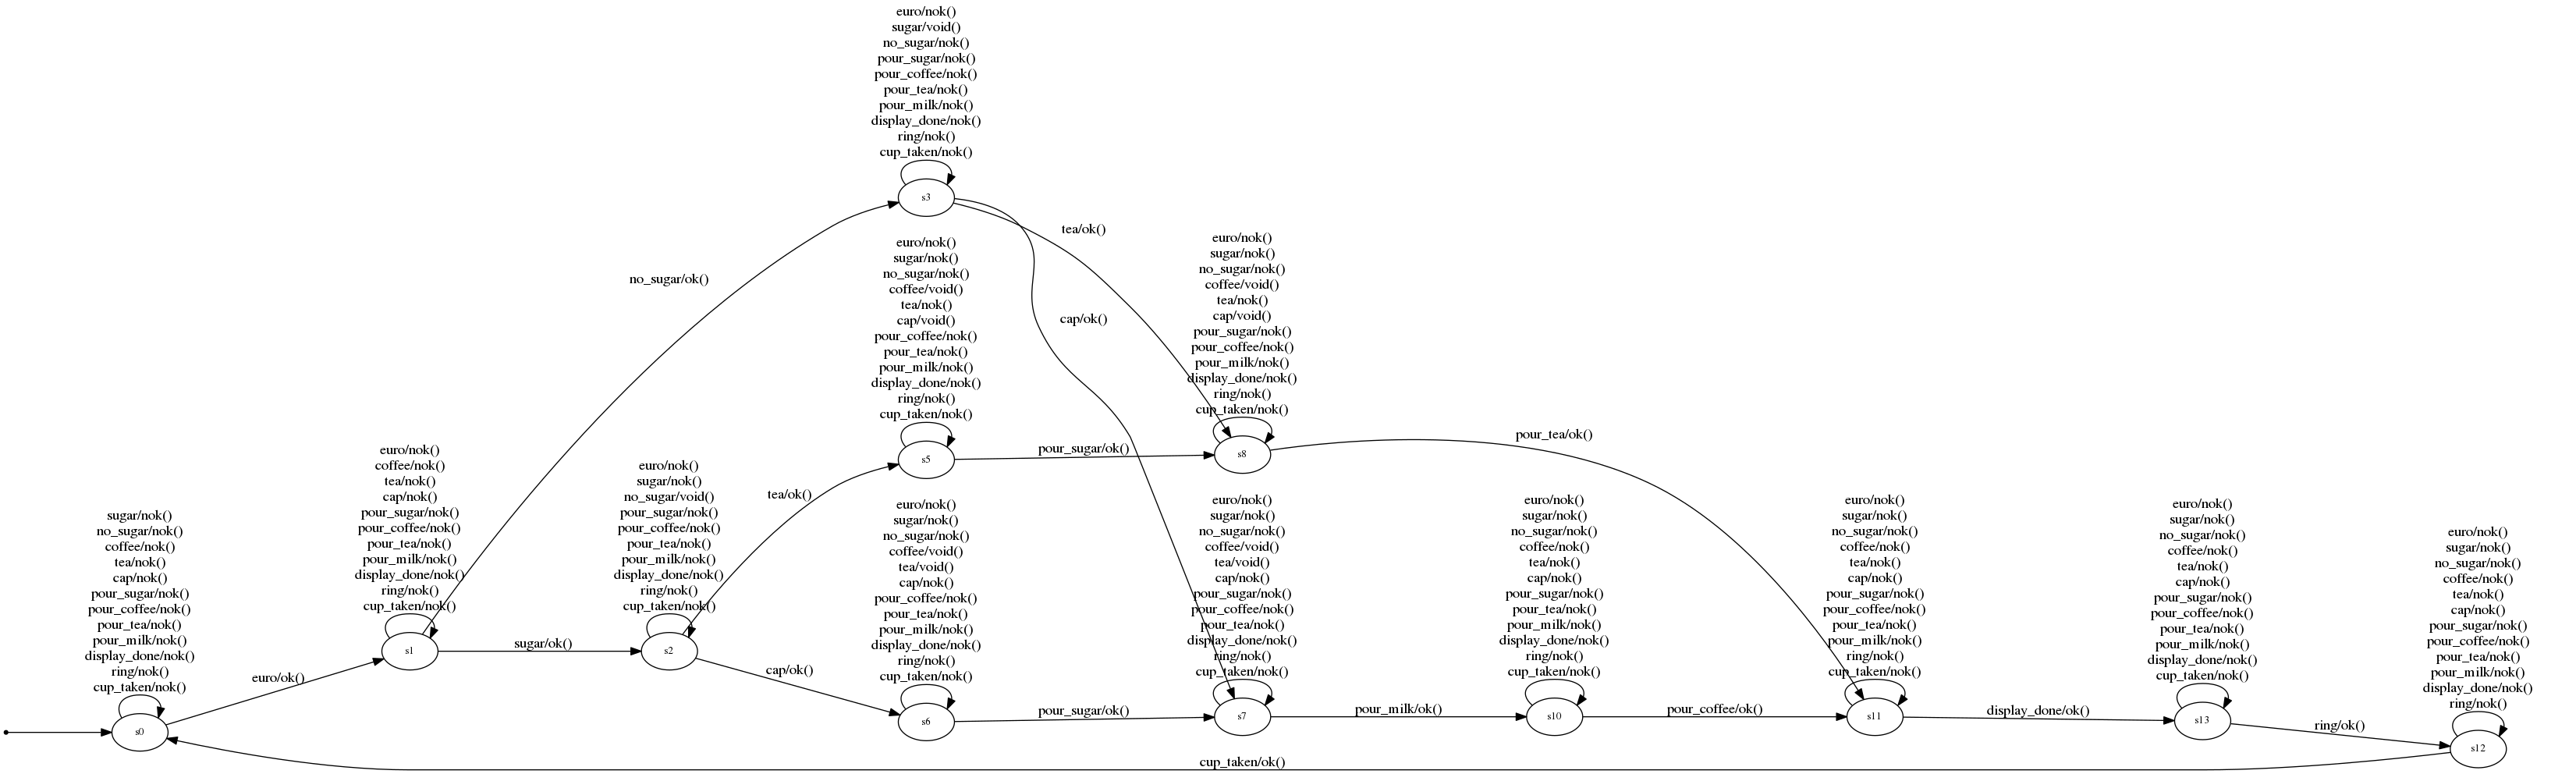 euro/nok()
sugar/void()
no_sugar/nok()
pour_sugar/nok()
pour_coffee/nok()
pour_tea/nok()
pour_milk/nok()
display_done/nok()
ring/nok()
cup_taken/nok()
s3
tea/ok()
no_sugar/ok()
cap/ok()
euro/nok()
sugar/nok()
no_sugar/nok()
coffee/void()
tea/nok()
cap/void()
pour_coffee/nok()
pour_tea/nok()
pour_milk/nok()
display_done/nok()
ring/nok()
cup_taken/nok()
s5
pour_sugar/ok()
euro/nok()
sugar/nok()
no_sugar/nok()
coffee/void()
tea/nok()
cap/void()
pour_sugar/nok()
pour_coffee/nok()
pour_milk/nok()
display_done/nok()
ring/nok()
cup_taken/nok()
s8
pour_tea/ok()
sugar/nok()
no_sugar/nok()
coffee/nok()
tea/nok()
cap/nok()
pour_sugar/nok()
pour_coffee/nok()
pour_tea/nok()
pour_milk/nok()
display_done/nok()
ring/nok()
cup_taken/nok()
s0
euro/ok()
euro/nok()
coffee/nok()
tea/nok()
cap/nok()
pour_sugar/nok()
pour_coffee/nok()
pour_tea/nok()
pour_milk/nok()
display_done/nok()
ring/nok()
cup_taken/nok()
s1
sugar/ok()
euro/nok()
sugar/nok()
no_sugar/void()
pour_sugar/nok()
pour_coffee/nok()
pour_tea/nok()
pour_milk/nok()
display_done/nok()
ring/nok()
cup_taken/nok()
s2
tea/ok()
cap/ok()
euro/nok()
sugar/nok()
no_sugar/nok()
coffee/void()
tea/void()
cap/nok()
pour_coffee/nok()
pour_tea/nok()
pour_milk/nok()
display_done/nok()
ring/nok()
cup_taken/nok()
s6
pour_sugar/ok()
euro/nok()
sugar/nok()
no_sugar/nok()
coffee/void()
tea/void()
cap/nok()
pour_sugar/nok()
pour_coffee/nok()
pour_tea/nok()
display_done/nok()
ring/nok()
cup_taken/nok()
s7
pour_milk/ok()
euro/nok()
sugar/nok()
no_sugar/nok()
coffee/nok()
tea/nok()
cap/nok()
pour_sugar/nok()
pour_tea/nok()
pour_milk/nok()
display_done/nok()
ring/nok()
cup_taken/nok()
s10
pour_coffee/ok()
euro/nok()
sugar/nok()
no_sugar/nok()
coffee/nok()
tea/nok()
cap/nok()
pour_sugar/nok()
pour_coffee/nok()
pour_tea/nok()
pour_milk/nok()
ring/nok()
cup_taken/nok()
s11
display_done/ok()
euro/nok()
sugar/nok()
no_sugar/nok()
coffee/nok()
tea/nok()
cap/nok()
pour_sugar/nok()
pour_coffee/nok()
pour_tea/nok()
pour_milk/nok()
display_done/nok()
cup_taken/nok()
s13
ring/ok()
euro/nok()
sugar/nok()
no_sugar/nok()
coffee/nok()
tea/nok()
cap/nok()
pour_sugar/nok()
pour_coffee/nok()
pour_tea/nok()
pour_milk/nok()
display_done/nok()
ring/nok()
s12
cup_taken/ok()